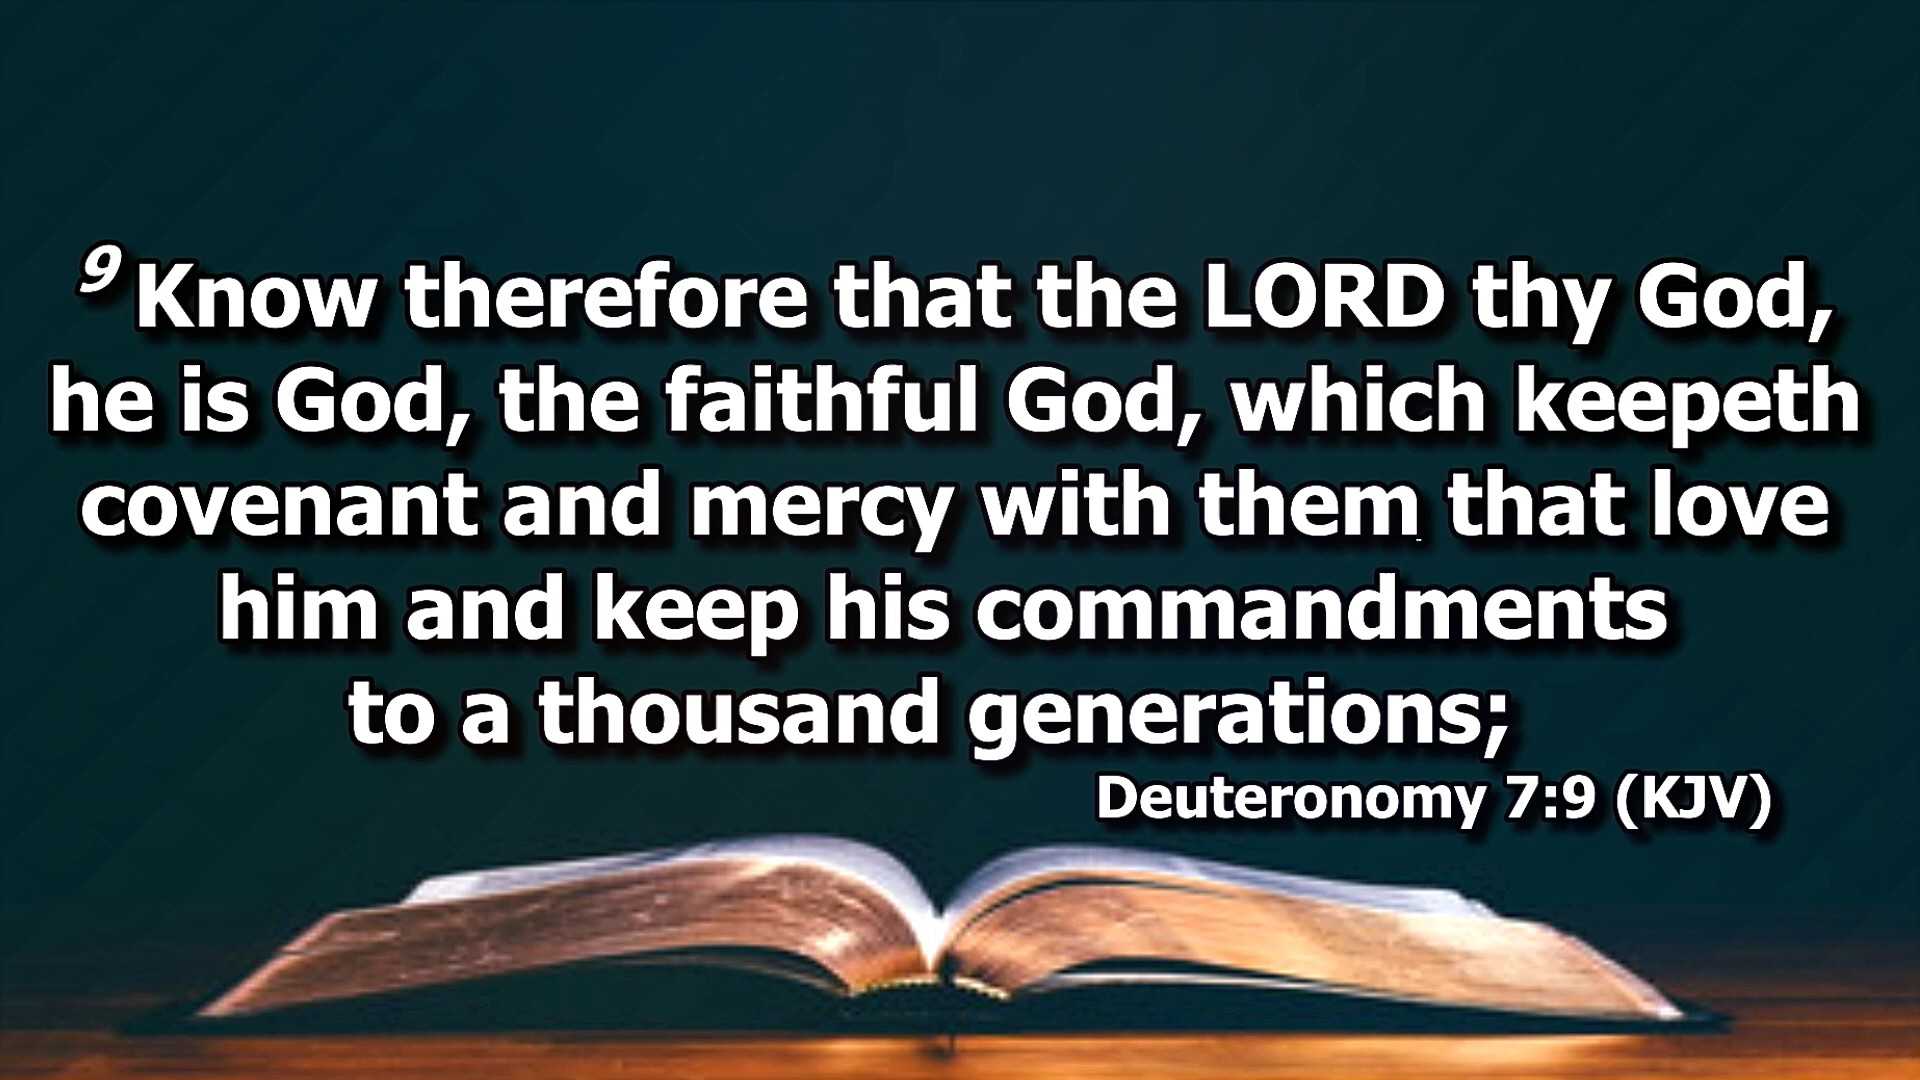 9 Know therefore that the LORD thy God,
he is God, the faithful God, which keepeth
covenant and mercy with them that love
him and keep his commandments
to a thousand generations;
Deuteronomy 7:9 (KJV)